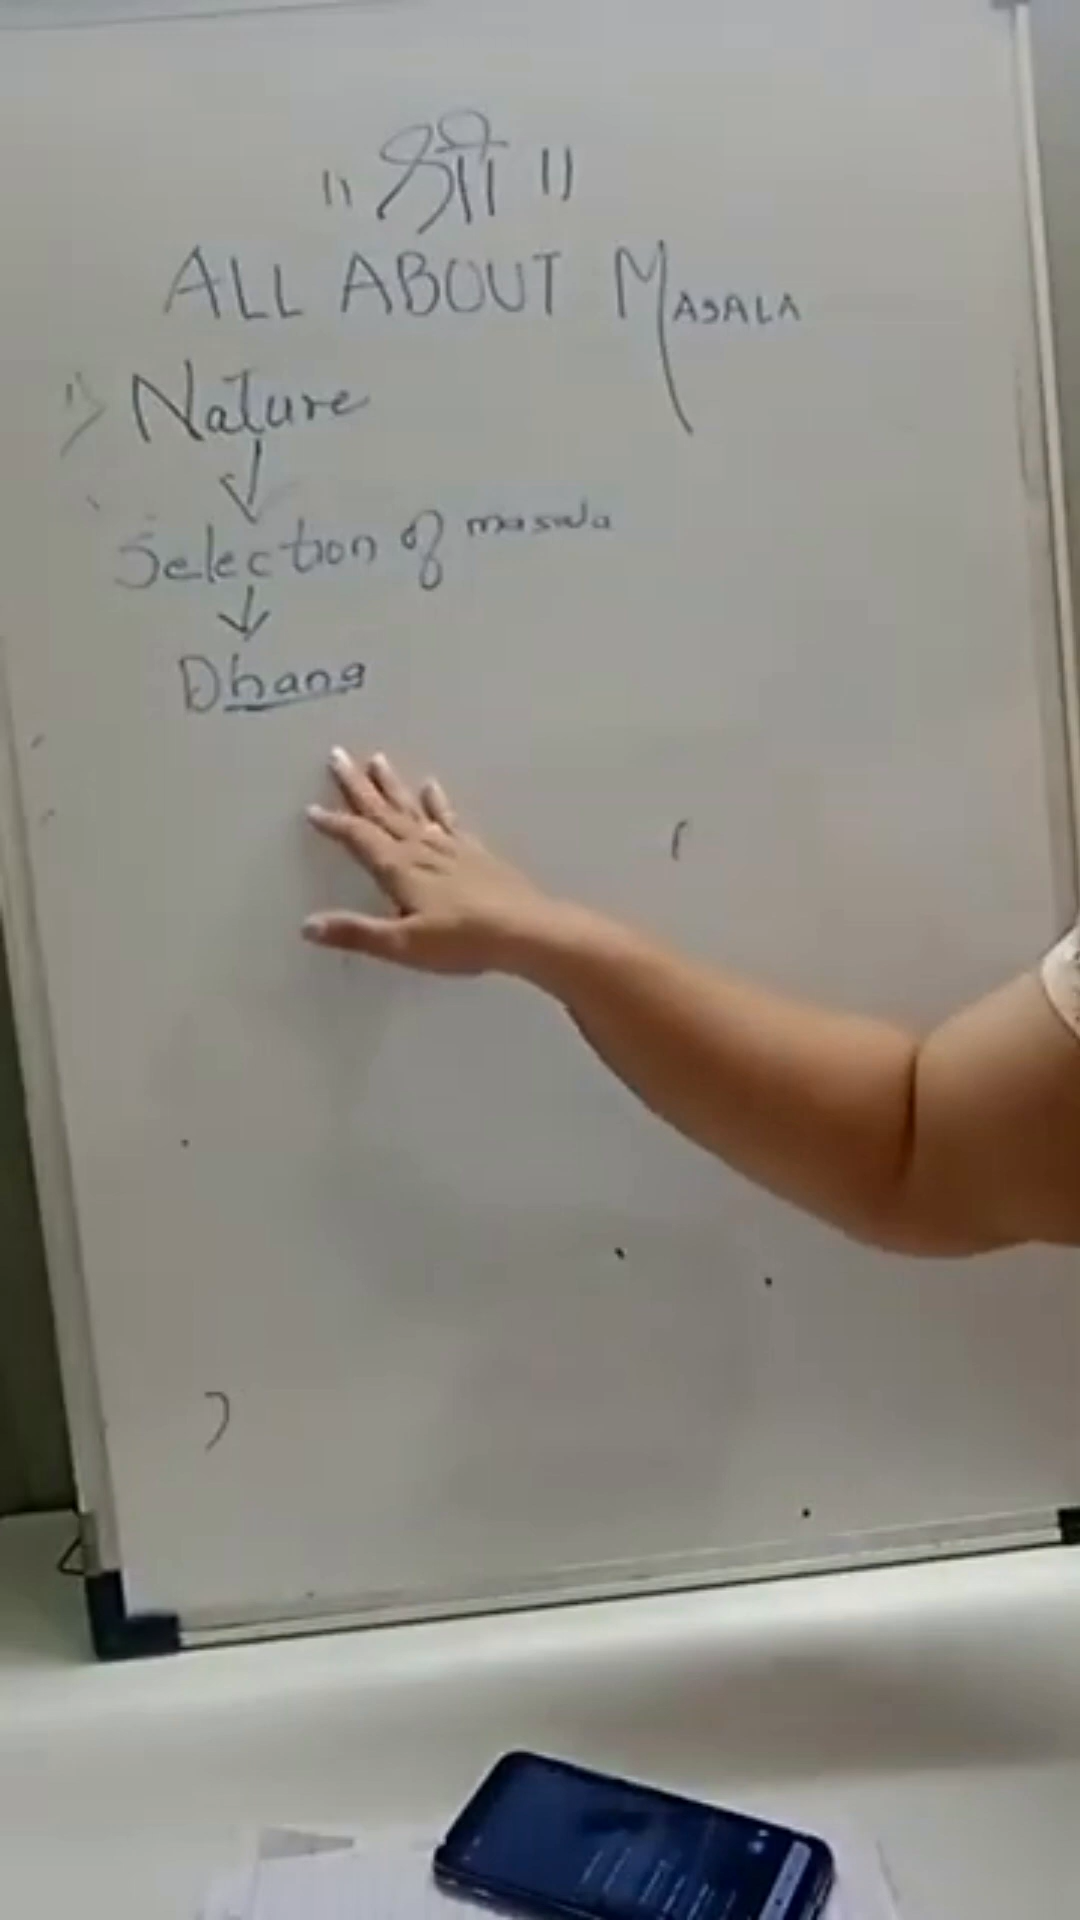 ॥ श्री ॥
ALL ABOUT MASALA
1) Nature
↓
Selection of masala
↓
Dhang